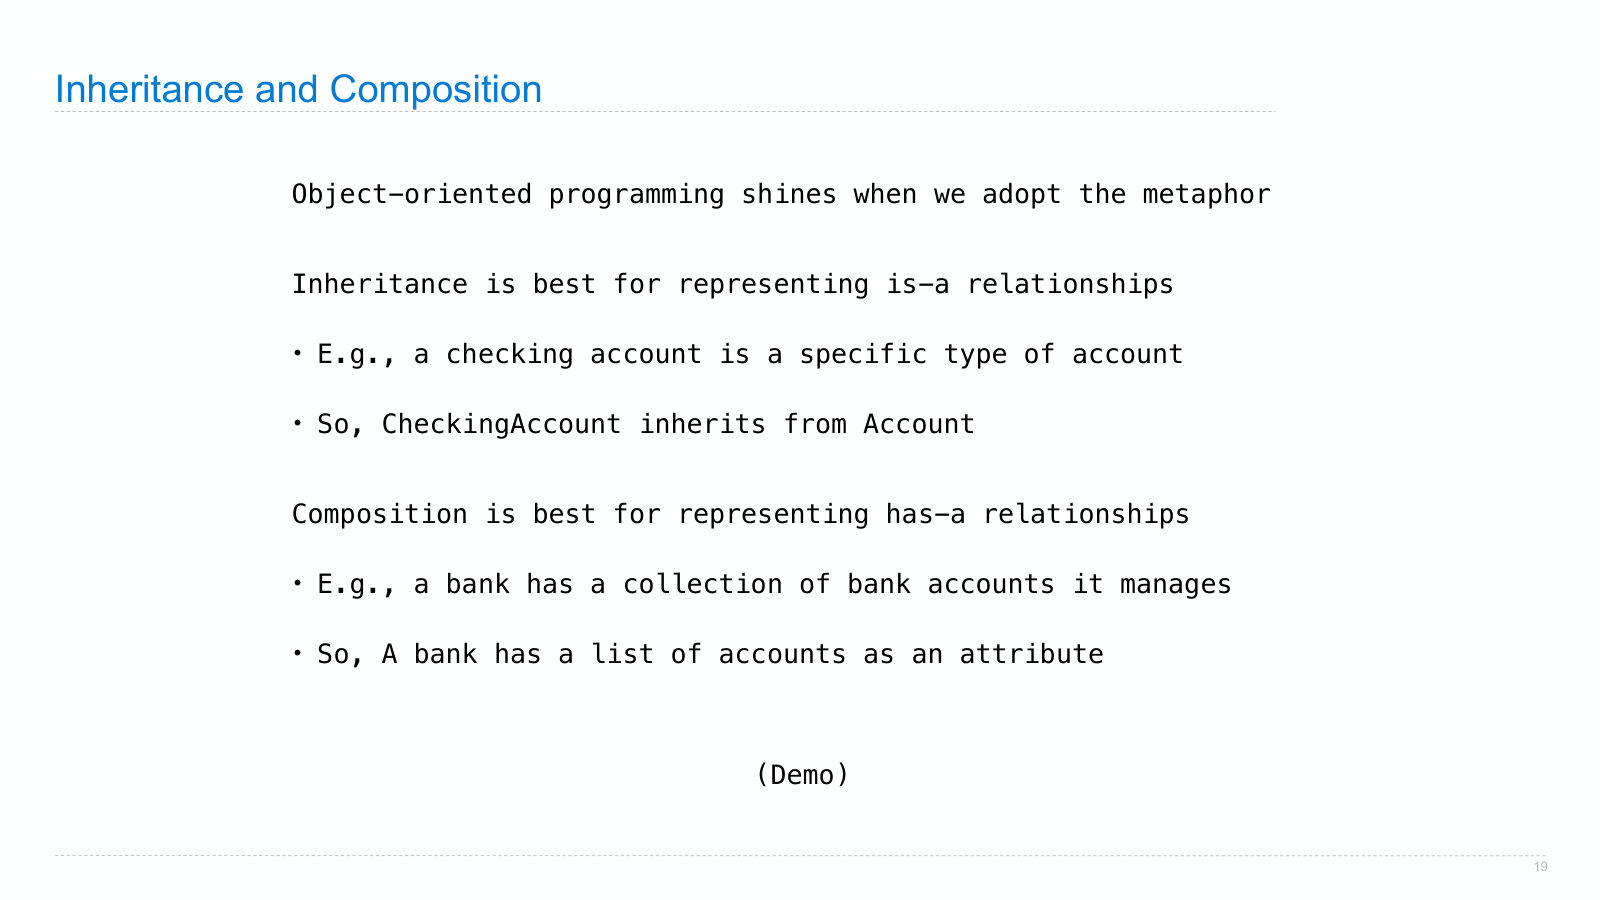 Inheritance and Composition
Object-oriented programming shines when we adopt the metaphor
Inheritance is best for representing is-a relationships
• E.g., a checking account is a specific type of account
• So, CheckingAccount inherits from Account
Composition is best for representing has-a relationships
• E.g., a bank has a collection of bank accounts it manages
• So, A bank has a list of accounts as an attribute
(Demo)
19